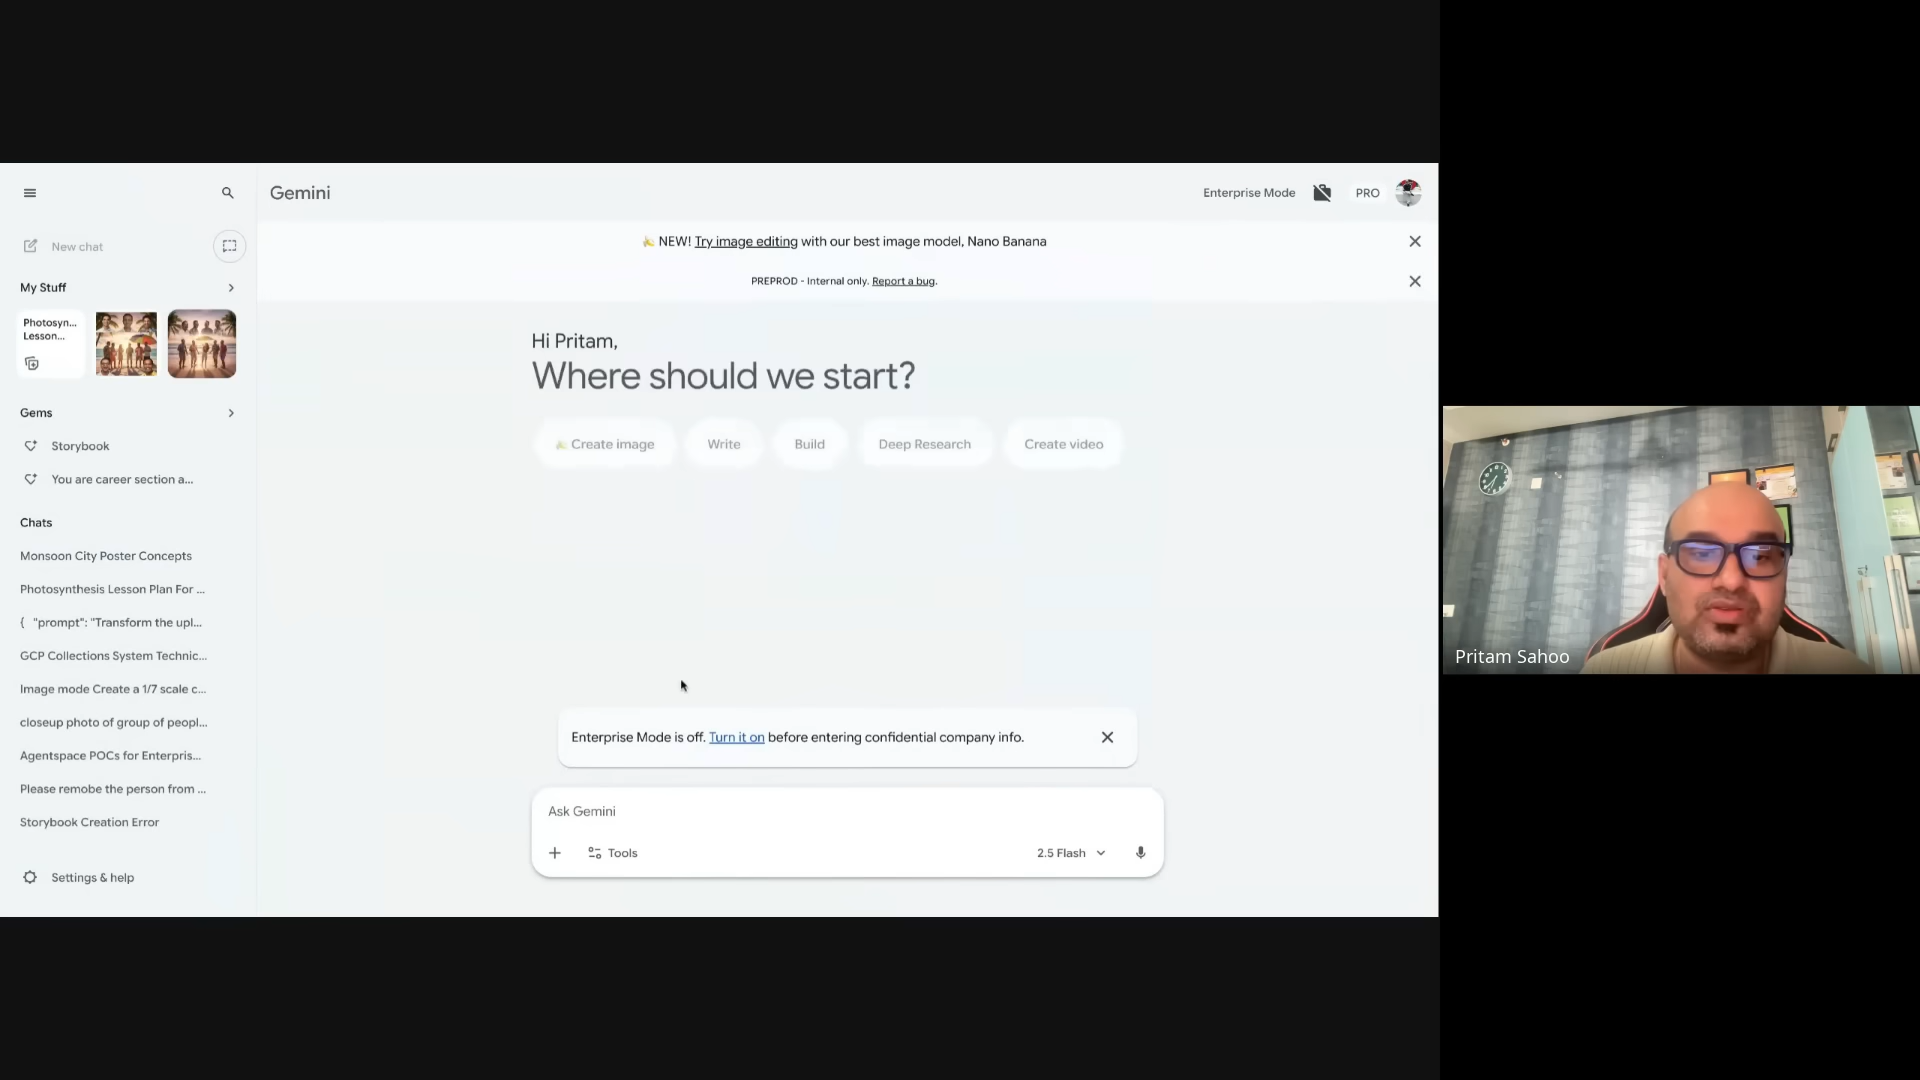 Gemini
Enterprise Mode
PRO
NEW! Try image editing with our best image model, Nano Banana
PREPROD - Internal only. Report a bug.
New chat
My Stuff
Photosyn...
Lesson...
Gems
Storybook
You are career section a...
Chats
Monsoon City Poster Concepts
Photosynthesis Lesson Plan For ...
{ "prompt": "Transform the upl...
GCP Collections System Technic...
Image mode Create a 1/7 scale c...
closeup photo of group of peopl...
Agentspace POCs for Enterpris...
Please remobe the person from ...
Storybook Creation Error
Settings & help
Hi Pritam,
Where should we start?
Create image
Write
Build
Deep Research
Create video
Enterprise Mode is off. Turn it on before entering confidential company info.
Ask Gemini
Tools
2.5 Flash
Pritam Sahoo